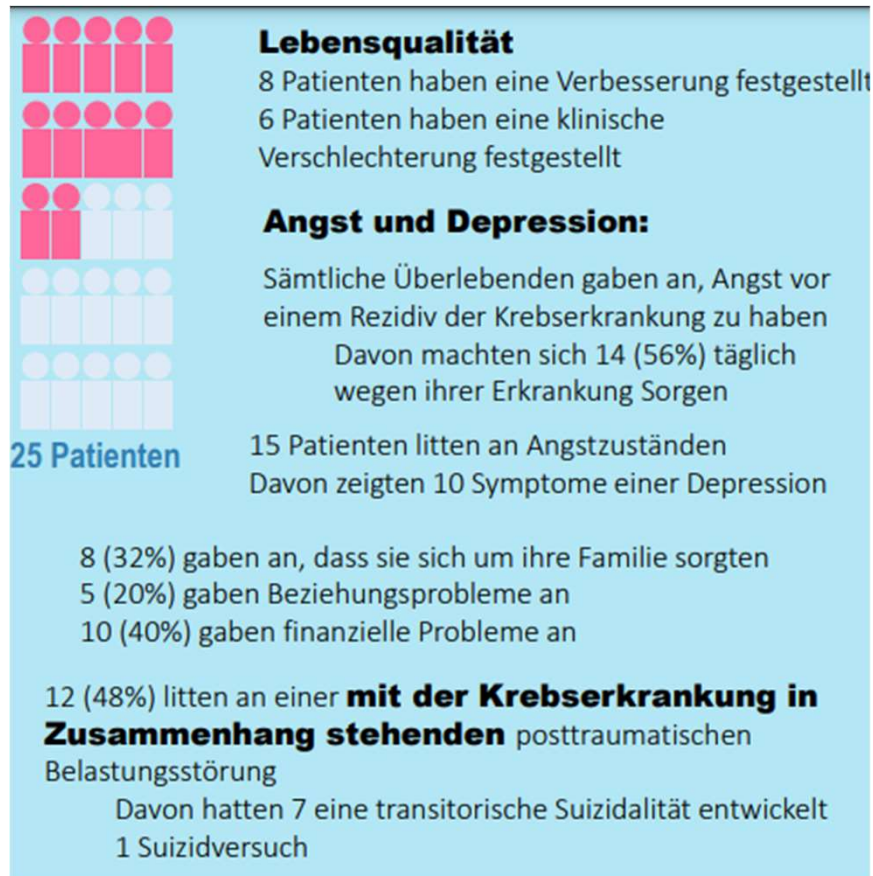 Lebensqualität
8 Patienten haben eine Verbesserung festgestellt
6 Patienten haben eine klinische
Verschlechterung festgestellt
Angst und Depression:
Sämtliche Überlebenden gaben an, Angst vor
einem Rezidiv der Krebserkrankung zu haben
Davon machten sich 14 (56%) täglich
wegen ihrer Erkrankung Sorgen
25 Patienten
15 Patienten litten an Angstzuständen
Davon zeigten 10 Symptome einer Depression
8 (32%) gaben an, dass sie sich um ihre Familie sorgten
5 (20%) gaben Beziehungsprobleme an
10 (40%) gaben finanzielle Probleme an
12 (48%) litten an einer mit der Krebserkrankung in
Zusammenhang stehenden posttraumatischen
Belastungsstörung
Davon hatten 7 eine transitorische Suizidalität entwickelt
1 Suizidversuch